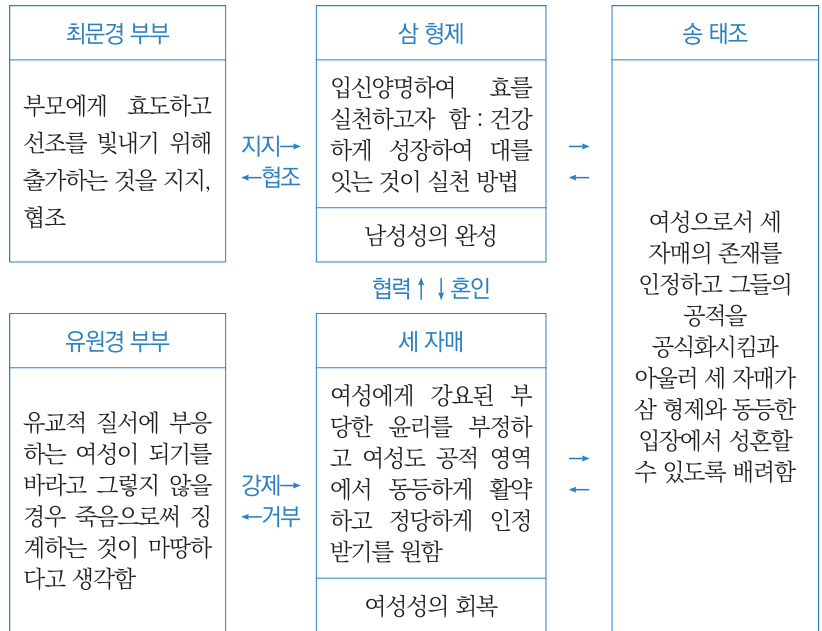 최문경 부부
부모에게 효도하고
선조를 빛내기 위해
출가하는 것을 지지,
협조
지지→
←협조
삼 형제
입신양명하여 효를
실천하고자 함 : 건강
하게 성장하여 대를
잇는 것이 실천 방법
남성성의 완성
→
←
송 태조
여성으로서 세
자매의 존재를
인정하고 그들의
공적을
공식화시킴과
아울러 세 자매가
삼 형제와 동등한
입장에서 성혼할
수 있도록 배려함
협력↑ ↓혼인
유원경 부부
유교적 질서에 부응
하는 여성이 되기를
바라고 그렇지 않을
경우 죽음으로써 징
계하는 것이 마땅하
다고 생각함
강제→
←거부
세 자매
여성에게 강요된 부
당한 윤리를 부정하
고 여성도 공적 영역
에서 동등하게 활약
하고 정당하게 인정
받기를 원함
여성성의 회복
→
←